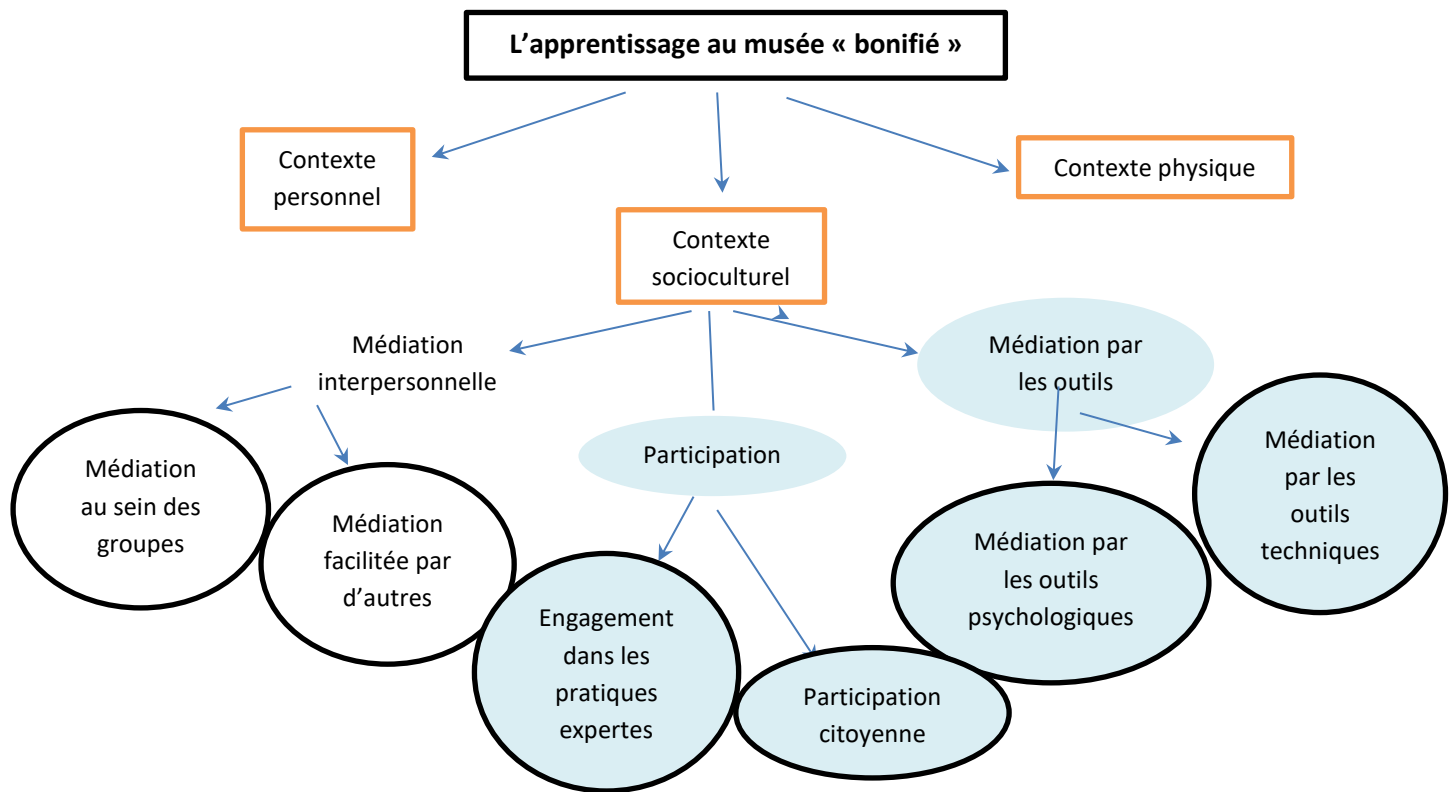 L’apprentissage au musée « bonifié »
Contexte
personnel
Contexte physique
Contexte
socioculturel
Médiation
interpersonnelle
Médiation par
les outils
Participation
Médiation
au sein des
groupes
Médiation
facilitée par
d’autres
Engagement
dans les
pratiques
expertes
Participation
citoyenne
Médiation par
les outils
psychologiques
Médiation
par les
outils
techniques